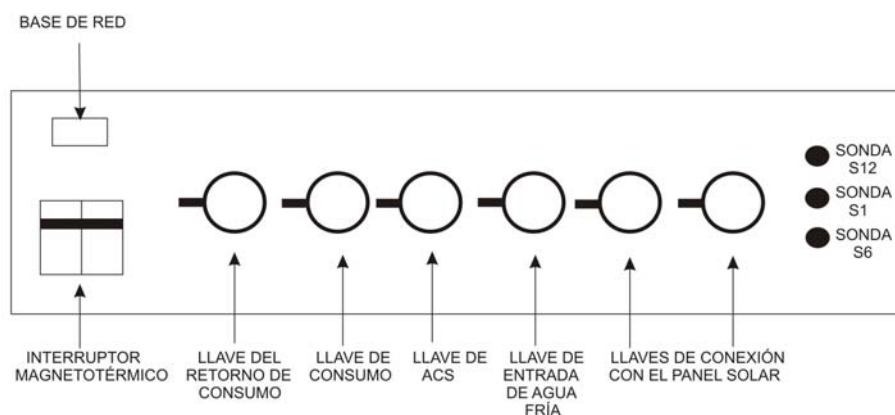 BASE DE RED
SONDA
S12
SONDA
S1
SONDA
S6
INTERRUPTOR
MAGNETOTÉRMICO
LLAVE DEL
RETORNO DE
CONSUMO
LLAVE DE
CONSUMO
LLAVE DE
ACS
LLAVE DE
ENTRADA
DE AGUA
FRÍA
LLAVES DE CONEXIÓN
CON EL PANEL SOLAR